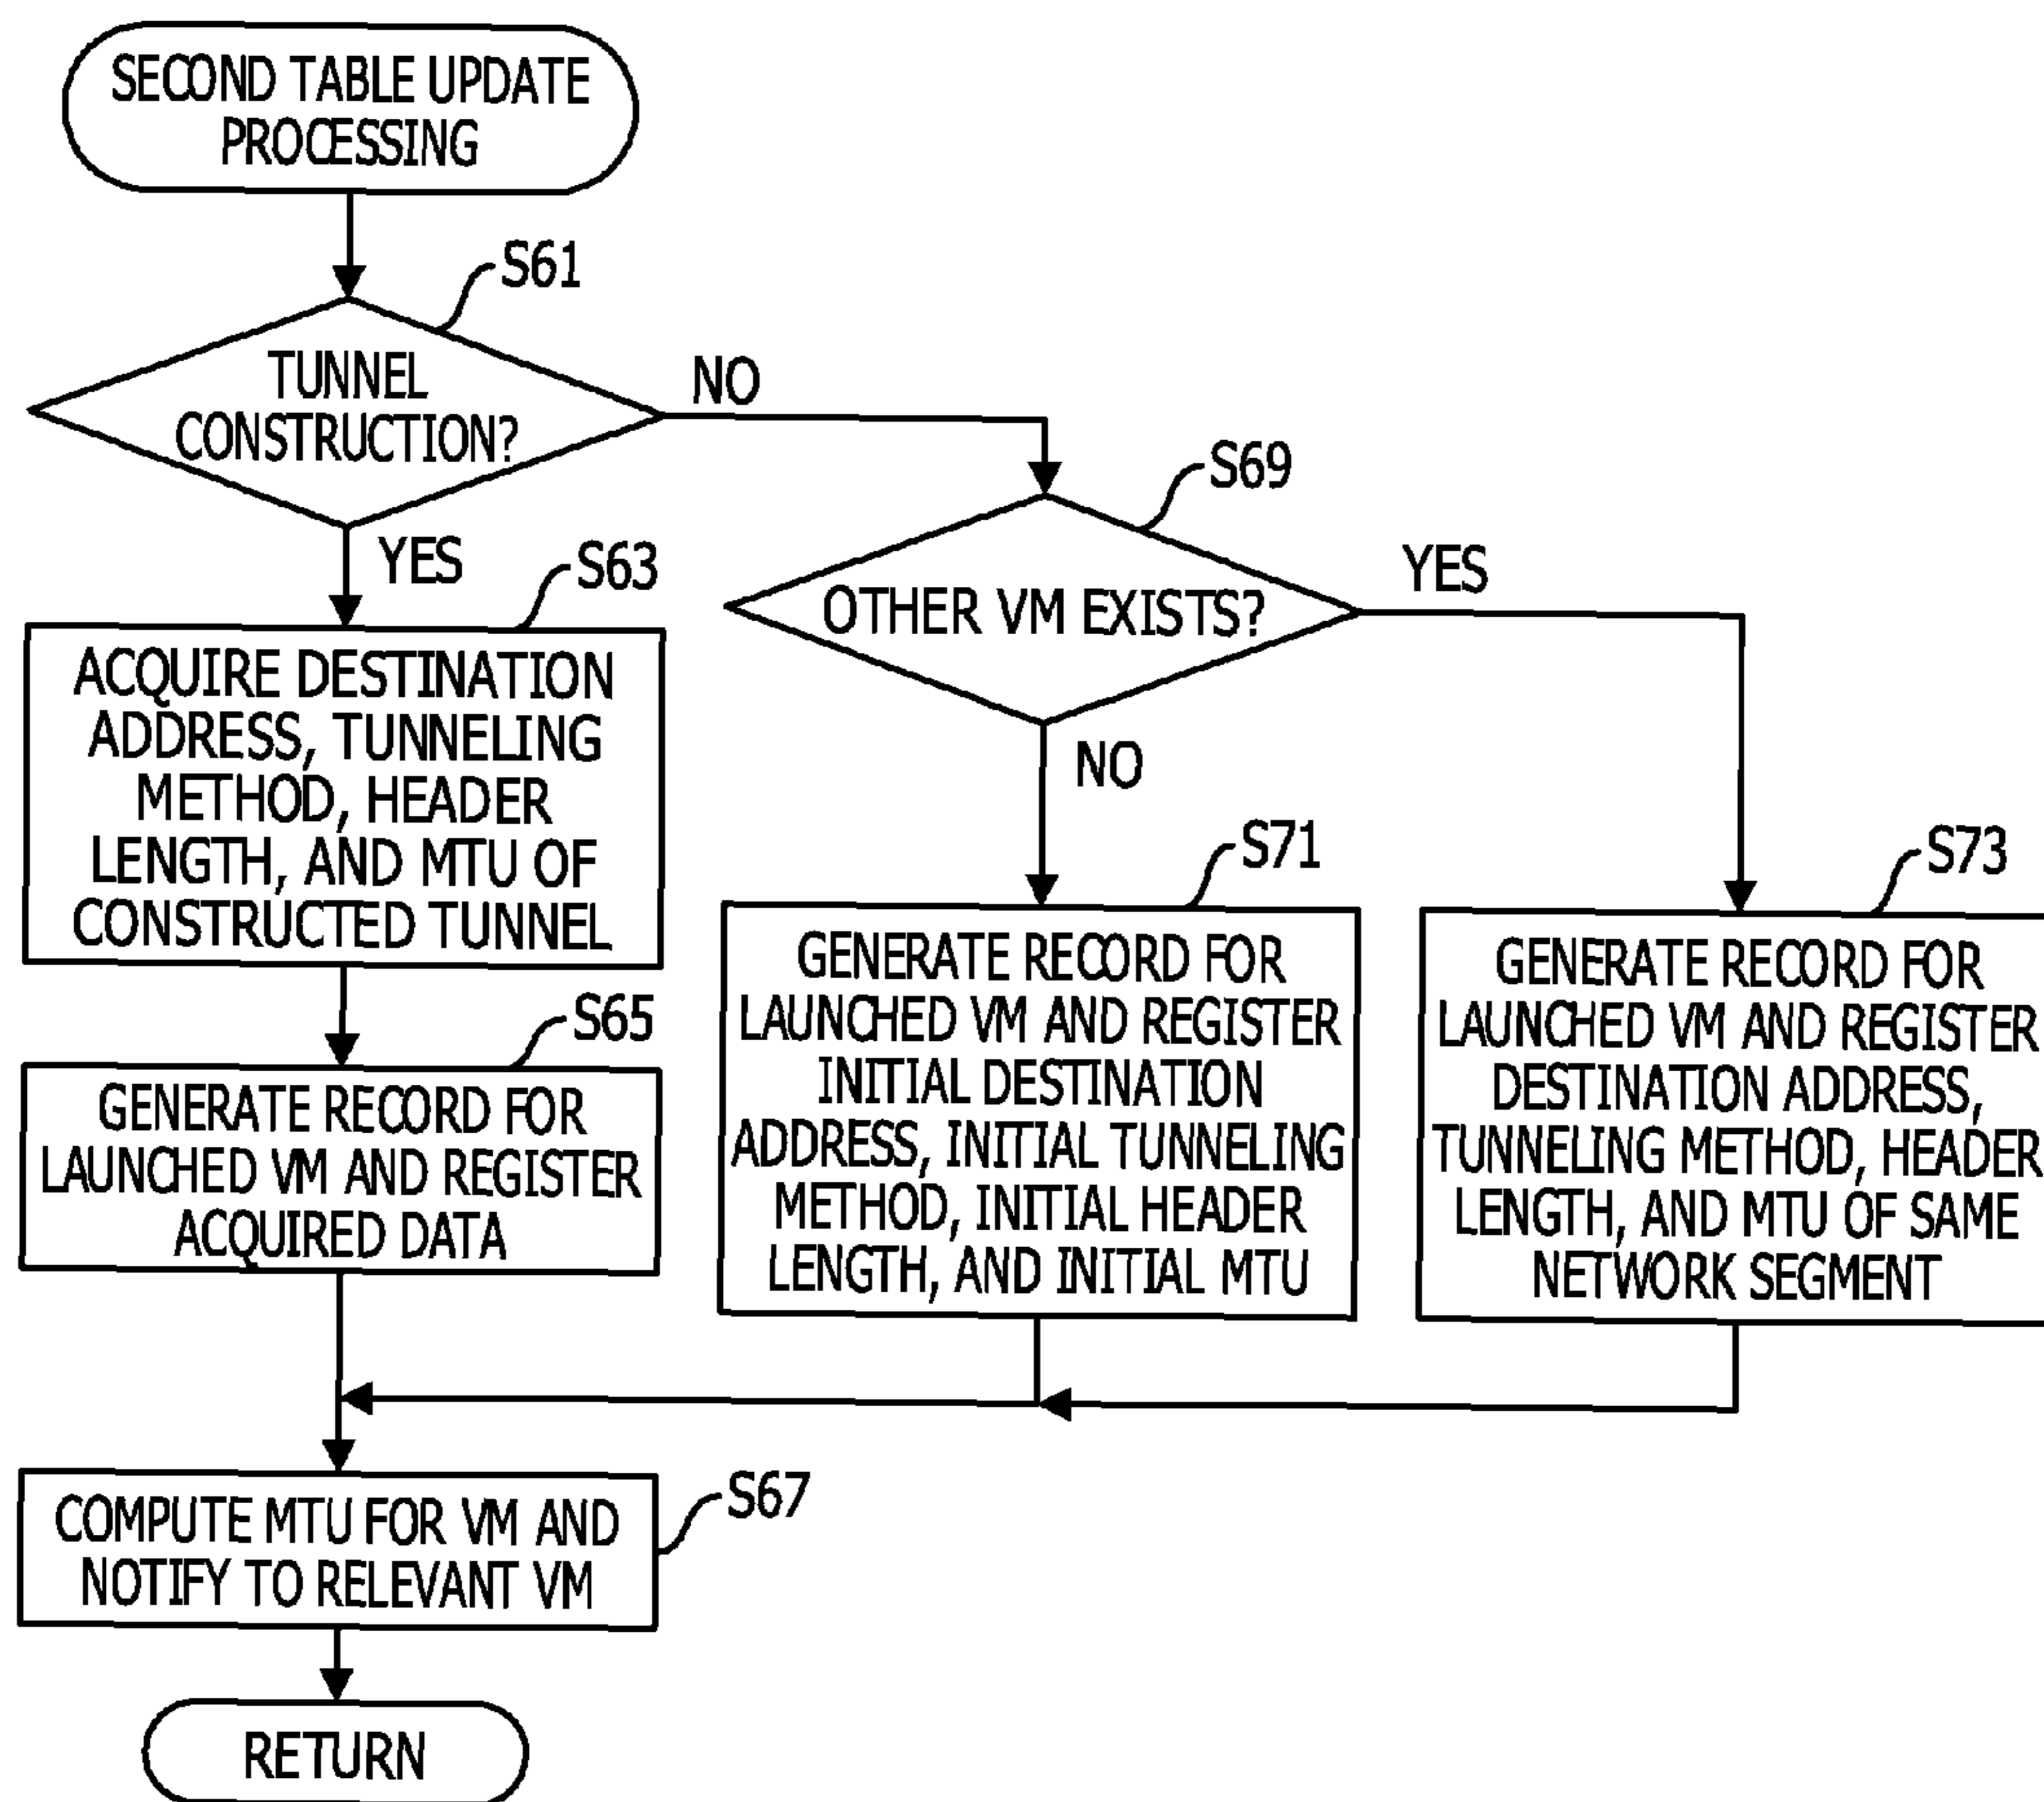 SECOND TABLE UPDATE
PROCESSING
S61
TUNNEL
CONSTRUCTION?
NO
YES
S63
ACQUIRE DESTINATION
ADDRESS, TUNNELING
METHOD, HEADER
LENGTH, AND MTU OF
CONSTRUCTED TUNNEL
S65
GENERATE RECORD FOR
LAUNCHED VM AND REGISTER
ACQUIRED DATA
S69
OTHER VM EXISTS?
YES
NO
S71
GENERATE RECORD FOR
LAUNCHED VM AND REGISTER
INITIAL DESTINATION
ADDRESS, INITIAL TUNNELING
METHOD, INITIAL HEADER
LENGTH, AND INITIAL MTU
S73
GENERATE RECORD FOR
LAUNCHED VM AND REGISTER
DESTINATION ADDRESS,
TUNNELING METHOD, HEADER
LENGTH, AND MTU OF SAME
NETWORK SEGMENT
S67
COMPUTE MTU FOR VM AND
NOTIFY TO RELEVANT VM
RETURN